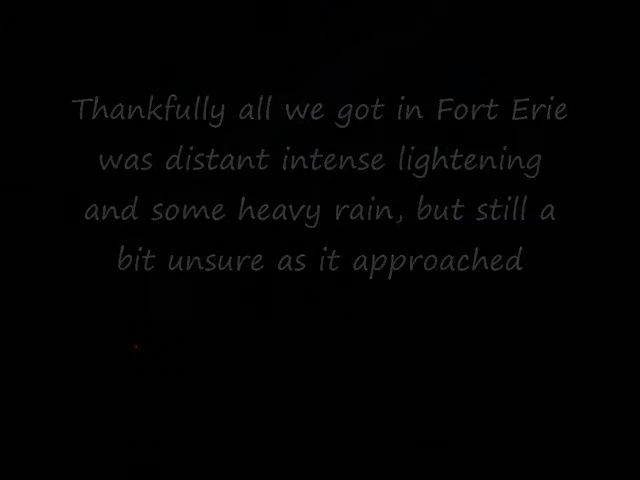 Thankfully all we got in Fort Erie
was distant intense lightening
and some heavy rain, but still a
bit unsure as it approached